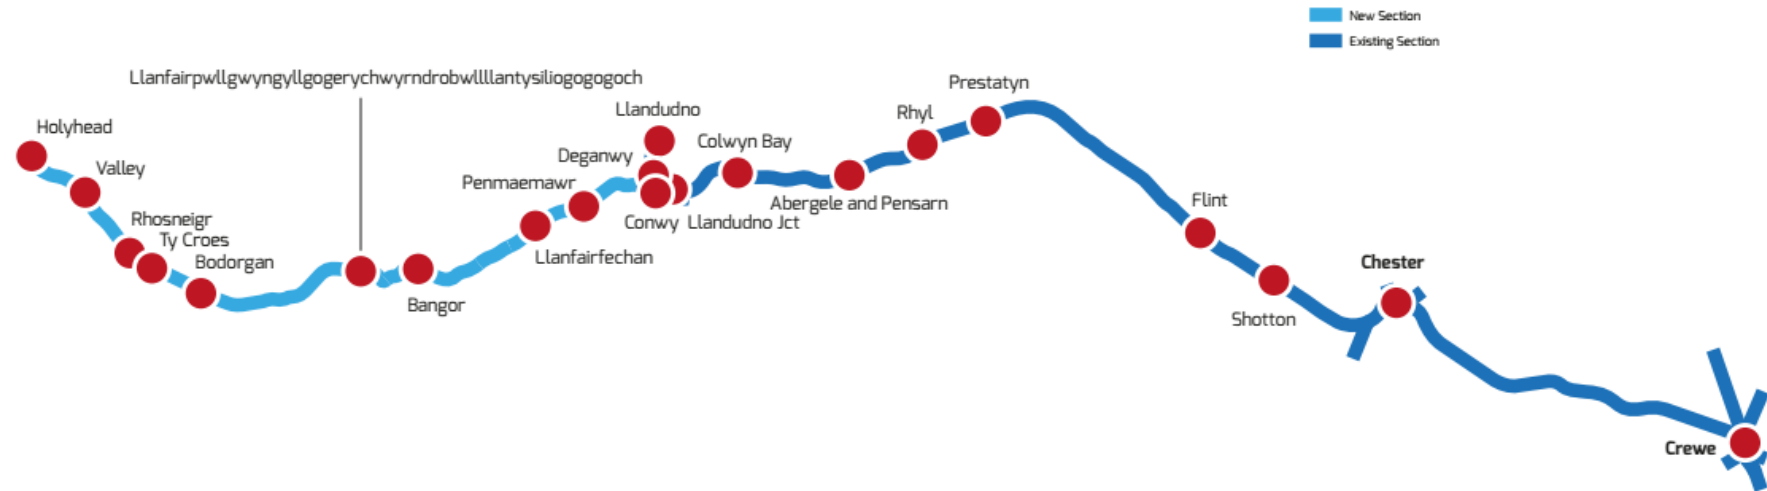 New Section
Existing Section
Llanfairpwllgwyngyllgogerychwyrndrobwllllantysiliogogogoch
Prestatyn
Llandudno
Rhyl
Holyhead
Colwyn Bay
Deganwy
Valley
Penmaemawr
Abergele and Pensarn
Flint
Rhosneigr
Conwy
Llandudno Jct
Ty Croes
Llanfairfechan
Bodorgan
Chester
Bangor
Shotton
Crewe